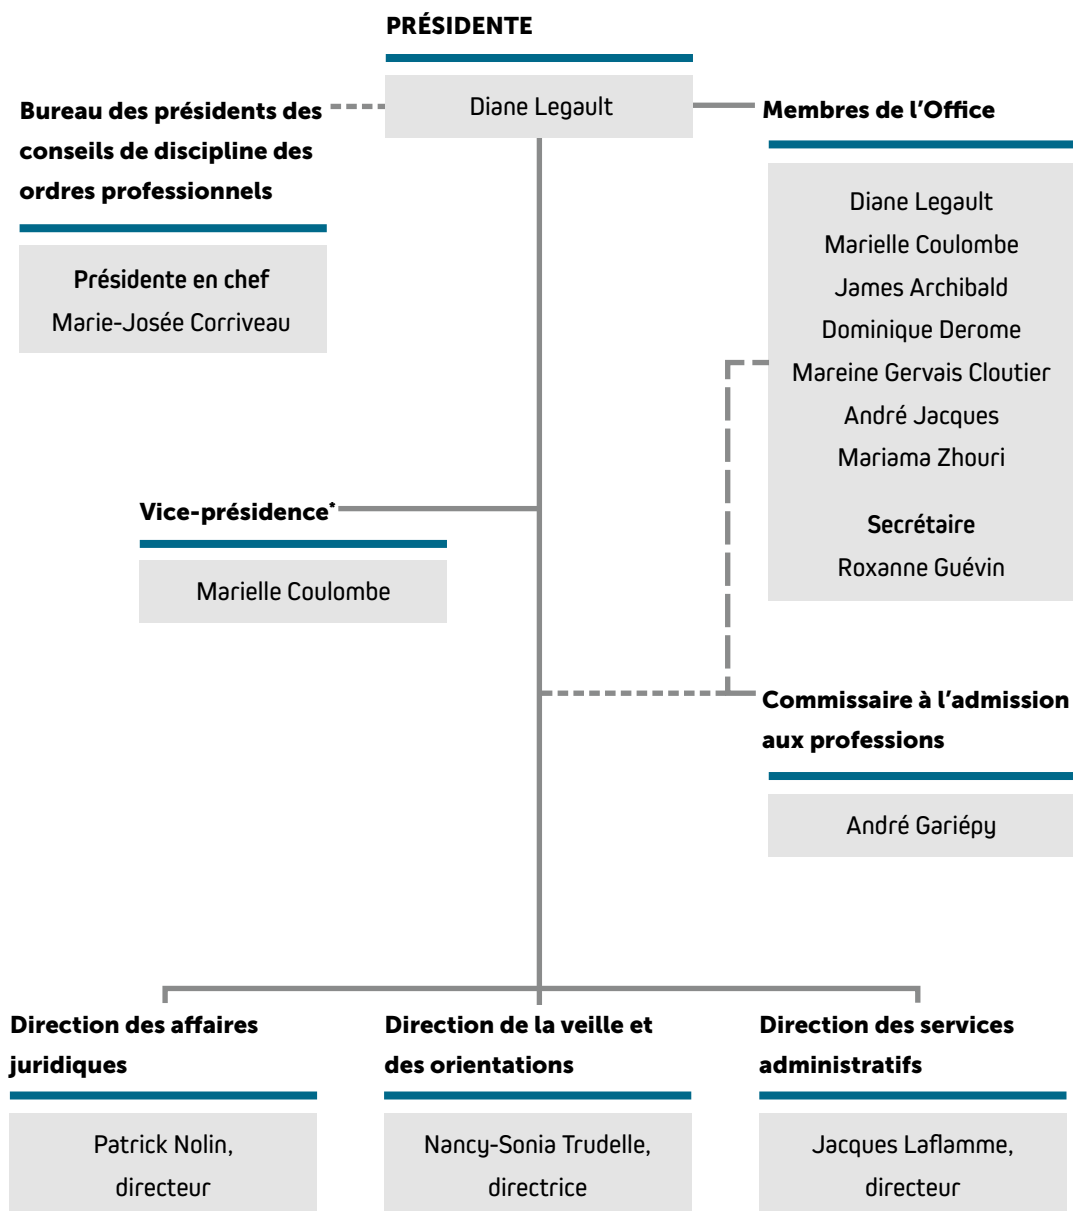 PRÉSIDENTE
Diane Legault
Bureau des présidents des
conseils de discipline des
ordres professionnels
Présidente en chef
Marie-Josée Corriveau
Membres de l'Office
Diane Legault
Marielle Coulombe
James Archibald
Dominique Derome
Mareine Gervais Cloutier
André Jacques
Mariama Zhouri
Secrétaire
Roxanne Guévin
Vice-présidence*
Marielle Coulombe
Commissaire à l'admission
aux professions
André Gariépy
Direction des affaires
juridiques
Patrick Nolin,
directeur
Direction de la veille et
des orientations
Nancy-Sonia Trudelle,
directrice
Direction des services
administratifs
Jacques Laflamme,
directeur